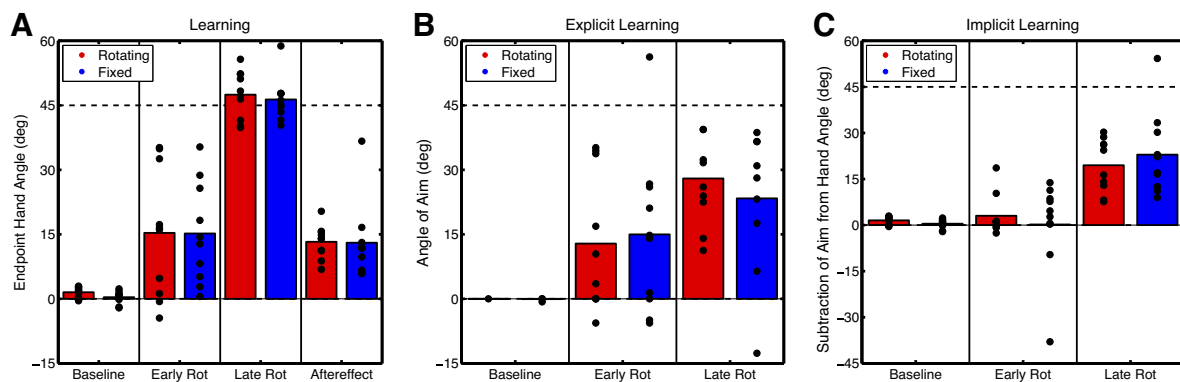 A
Learning
Rotating
Fixed
Endpoint Hand Angle (deg)
60
45
30
15
0
−15
Baseline
Early Rot
Late Rot
Aftereffect
B
Explicit Learning
Rotating
Fixed
Angle of Aim (deg)
60
45
30
15
0
−15
Baseline
Early Rot
Late Rot
C
Implicit Learning
Rotating
Fixed
Subtraction of Aim from Hand Angle (deg)
60
45
30
15
0
−15
−30
−45
Baseline
Early Rot
Late Rot